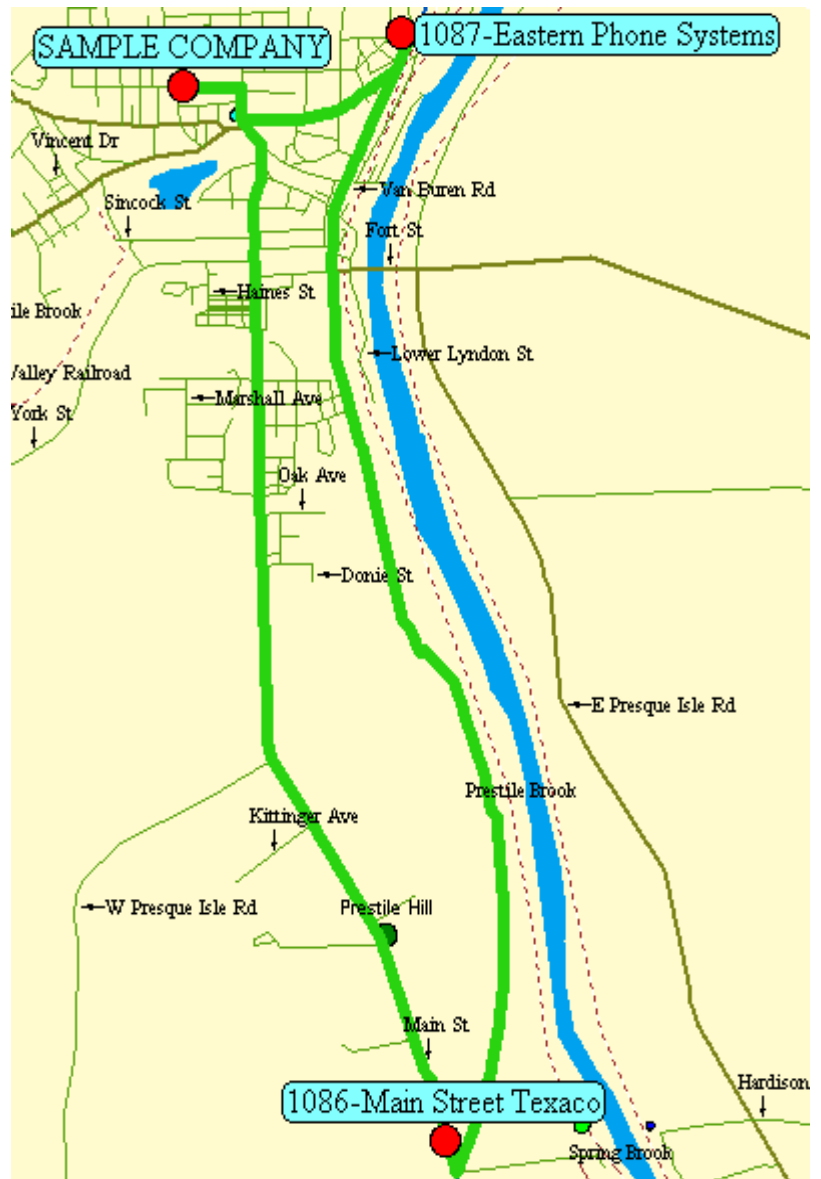 SAMPLE COMPANY
1087-Eastern Phone Systems
Vincent Dr
Van Buren Rd
Sincock St
Fort St
Haines St
ile Brook
Lower Lyndon St
Valley Railroad
Marshall Ave
York St
Oak Ave
Donie St
E Presque Isle Rd
Prestile Brook
Kittinger Ave
W Presque Isle Rd
Prestile Hill
Main St
Hardison
1086-Main Street Texaco
Spring Brook